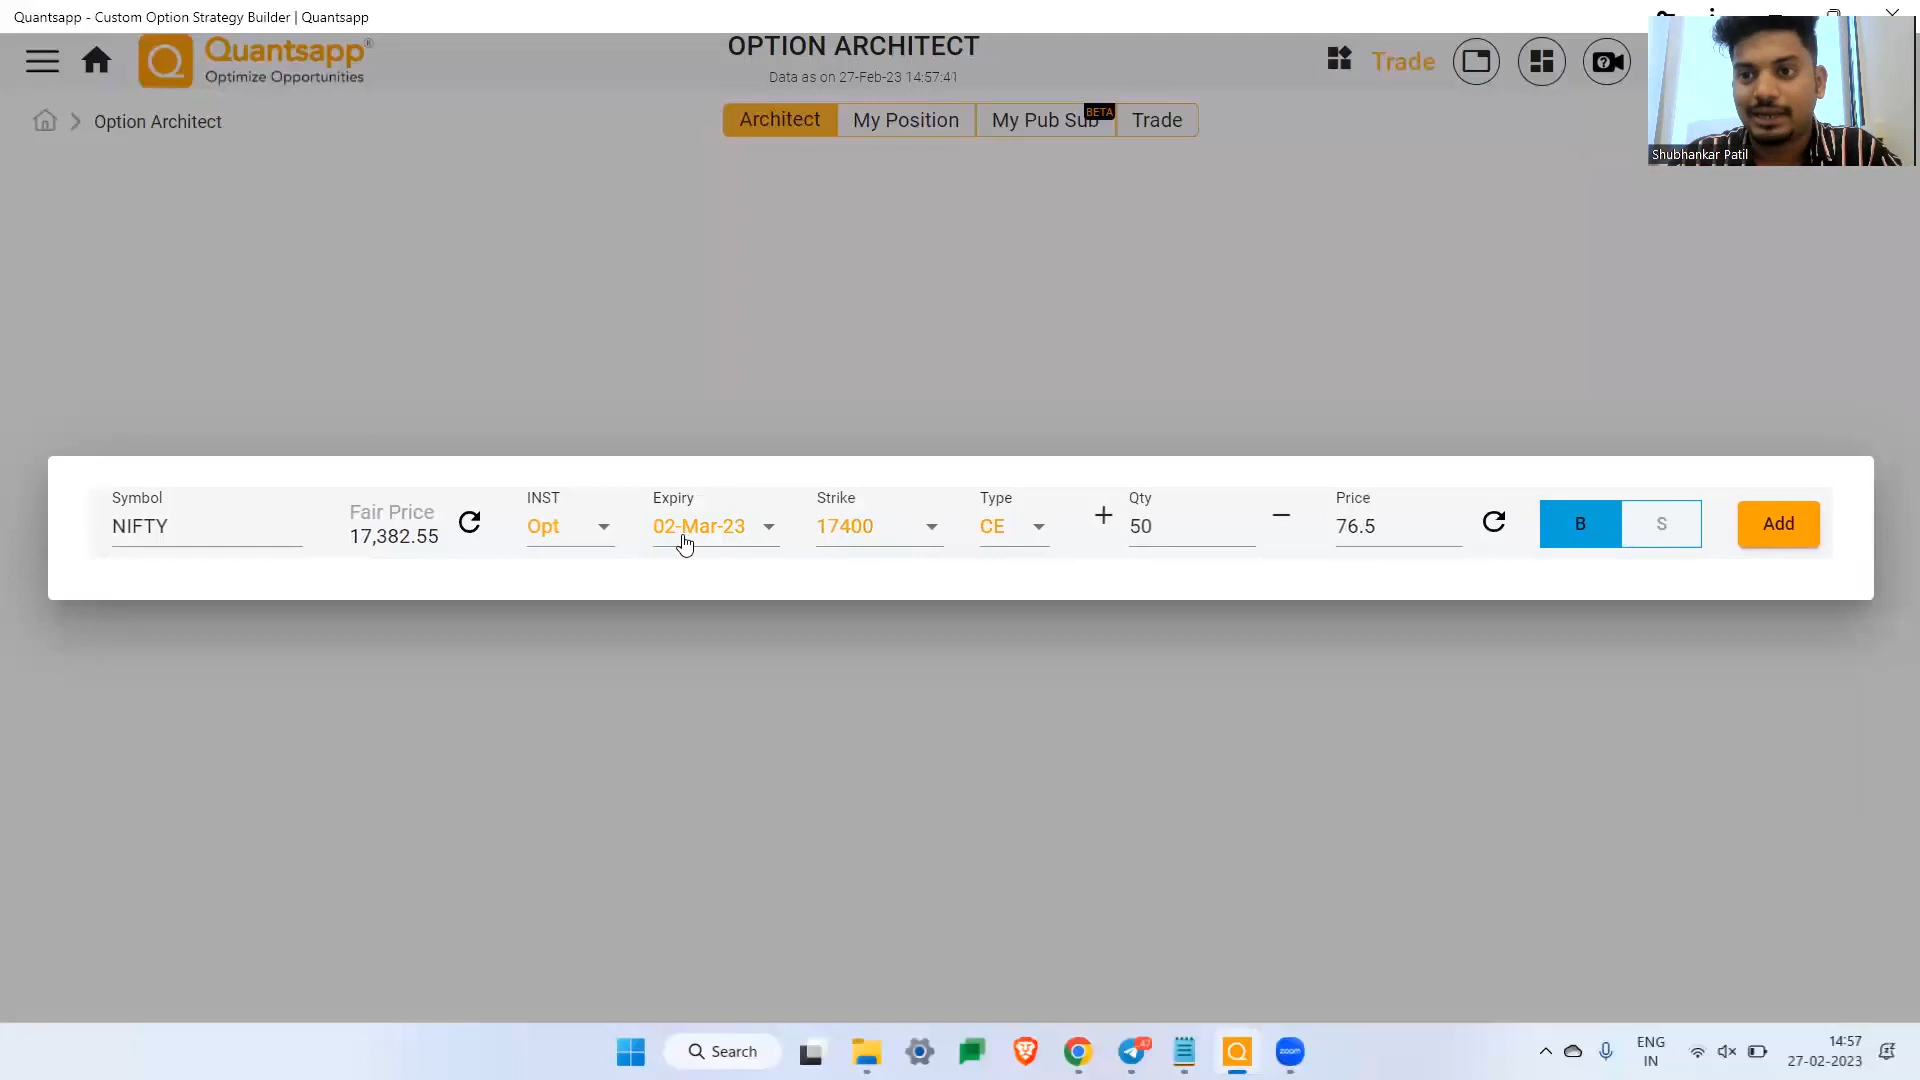 Quantsapp - Custom Option Strategy Builder | Quantsapp
Quantsapp®
Optimize Opportunities
OPTION ARCHITECT
Data as on 27-Feb-23 14:57:41
Trade
Option Architect
Architect
My Position
My Pub Sub
BETA
Trade
Shubhankar Patil
Symbol
NIFTY
Fair Price
17,382.55
INST
Opt
Expiry
02-Mar-23
Strike
17400
Type
CE
Qty
50
Price
76.5
B
S
Add
Search
47
zoom
ENG
IN
14:57
27-02-2023